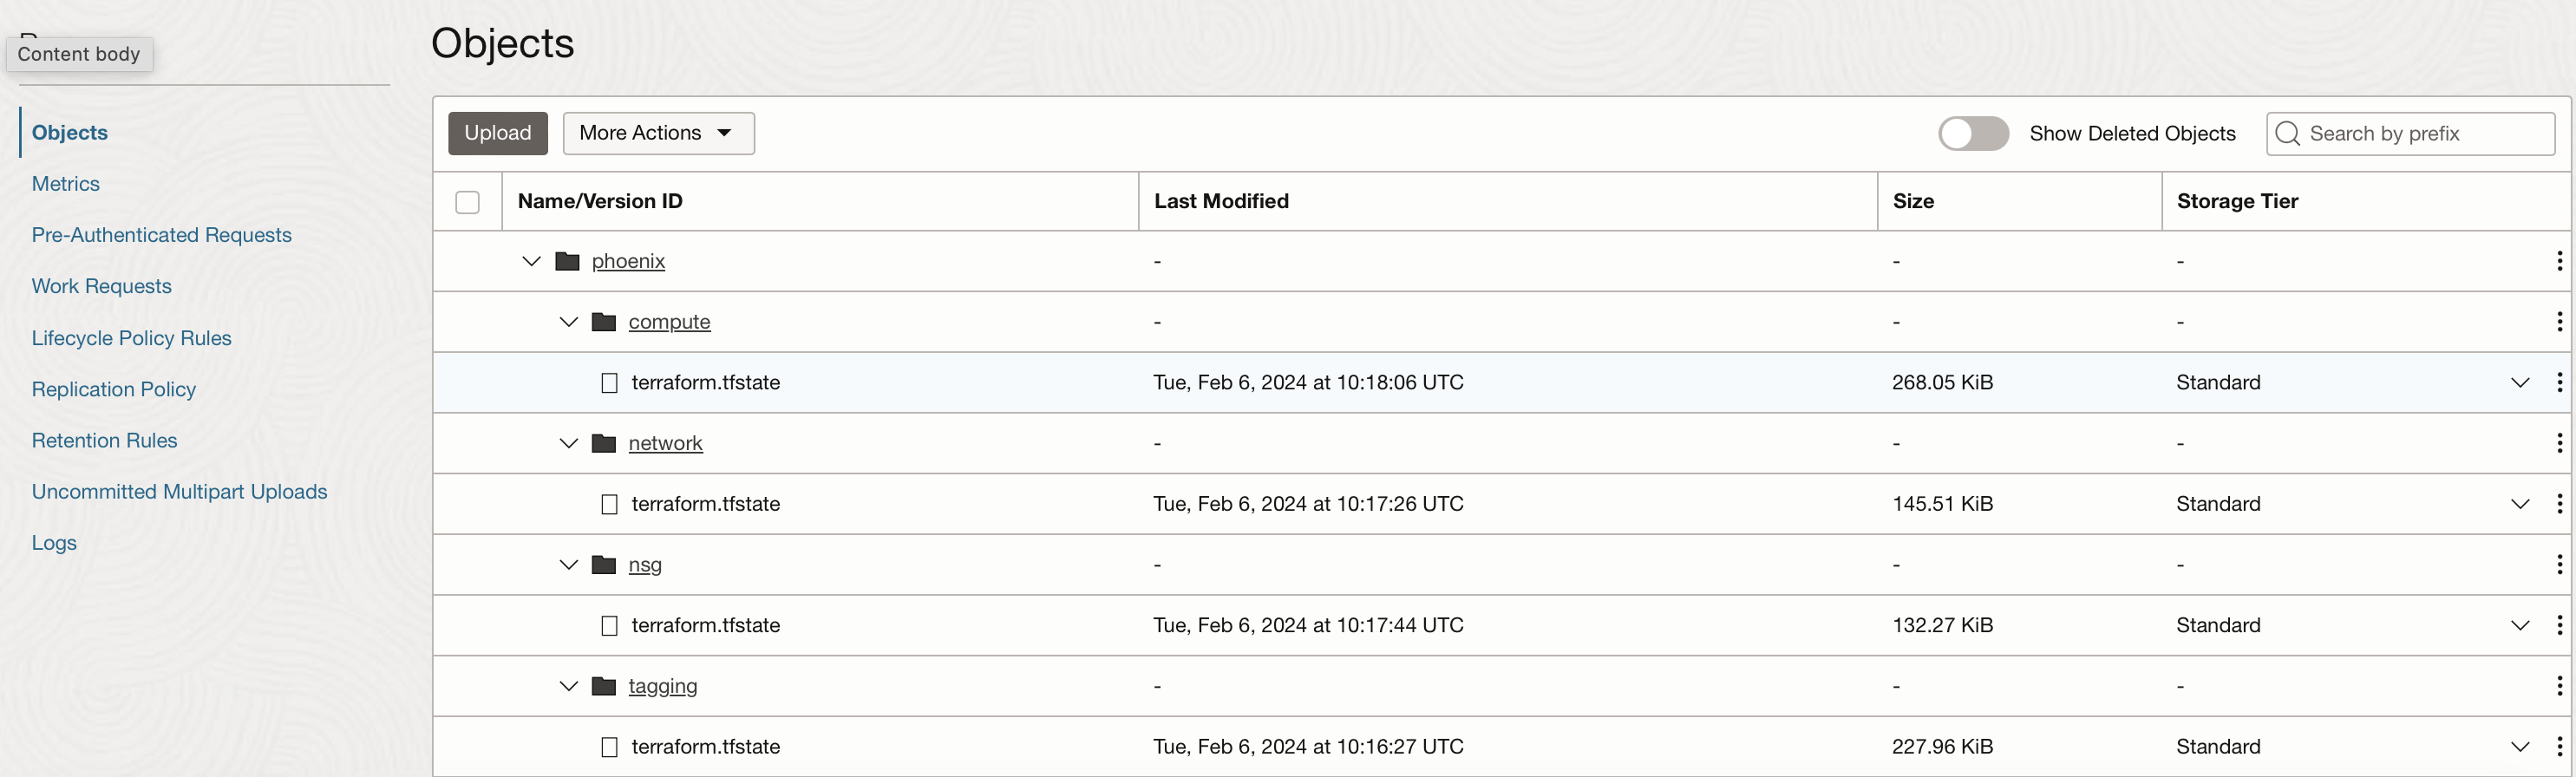 Content body
Objects
Metrics
Pre-Authenticated Requests
Work Requests
Lifecycle Policy Rules
Replication Policy
Retention Rules
Uncommitted Multipart Uploads
Logs
Objects
Upload More Actions Show Deleted Objects Search by prefix
Name/Version ID Last Modified Size Storage Tier
phoenix - - -
compute - - -
terraform.tfstate Tue, Feb 6, 2024 at 10:18:06 UTC 268.05 KiB Standard
network - - -
terraform.tfstate Tue, Feb 6, 2024 at 10:17:26 UTC 145.51 KiB Standard
nsg - - -
terraform.tfstate Tue, Feb 6, 2024 at 10:17:44 UTC 132.27 KiB Standard
tagging - - -
terraform.tfstate Tue, Feb 6, 2024 at 10:16:27 UTC 227.96 KiB Standard